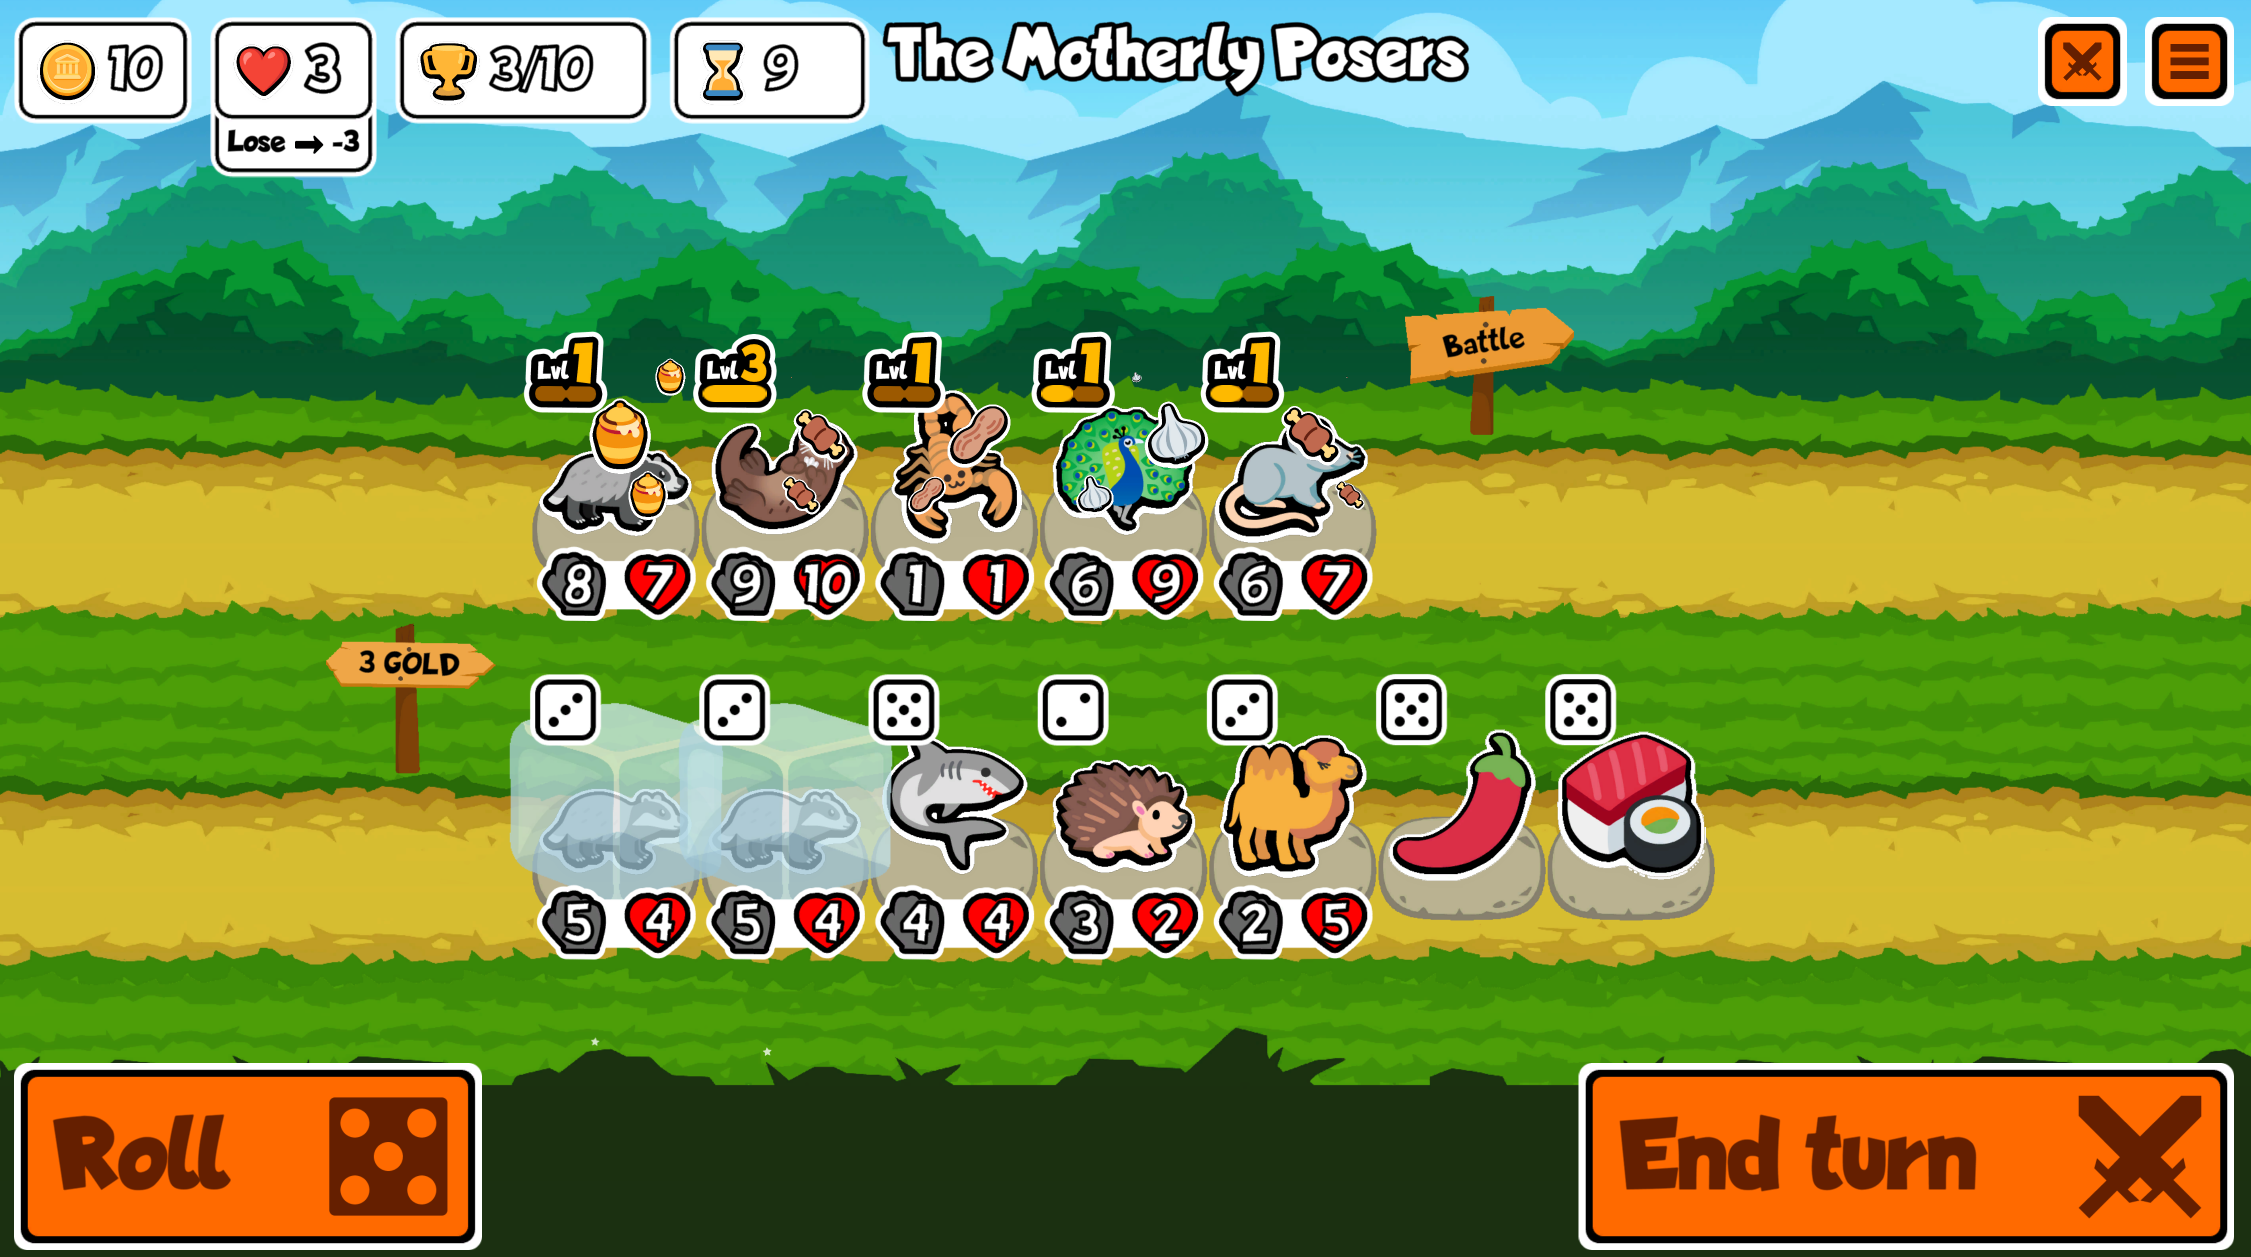 10
3
3/10
9
The Motherly Posers
Lose → -3
Battle
Lvl 1
Lvl 3
Lvl 1
Lvl 1
Lvl 1
8 7 9 10 1 1 6 9 6 7
3 GOLD
5 4 5 4 4 4 3 2 2 5
Roll
End turn